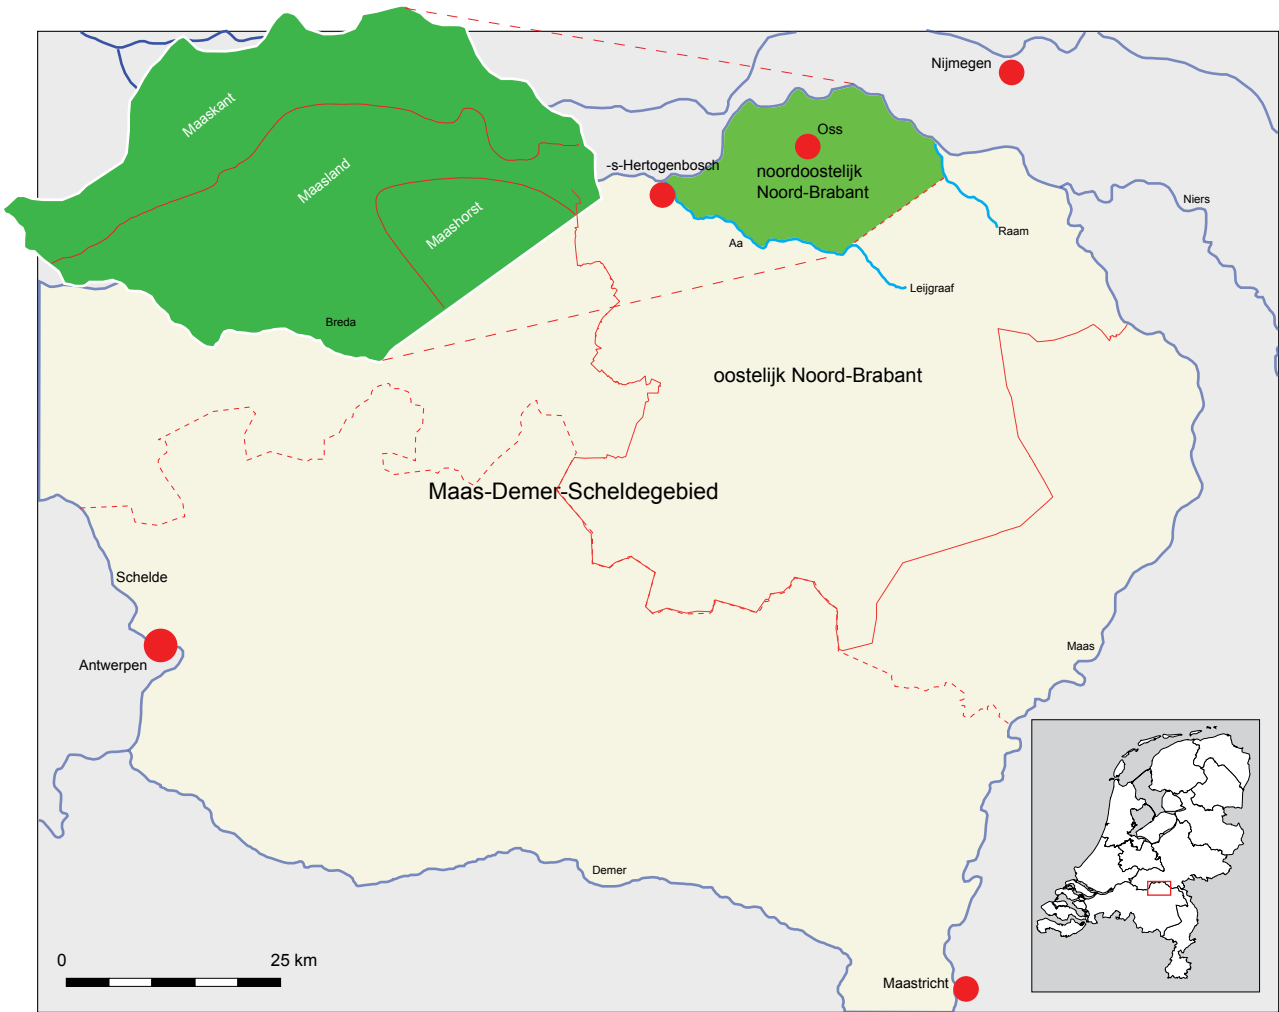 Nijmegen
Maaskant
Oss
-s-Hertogenbosch
noordoostelijk
Noord-Brabant
Maasland
Niers
Maashorst
Raam
Aa
Leijgraaf
Breda
oostelijk Noord-Brabant
Maas-Demer-Scheldegebied
Schelde
Maas
Antwerpen
Demer
0
25 km
Maastricht